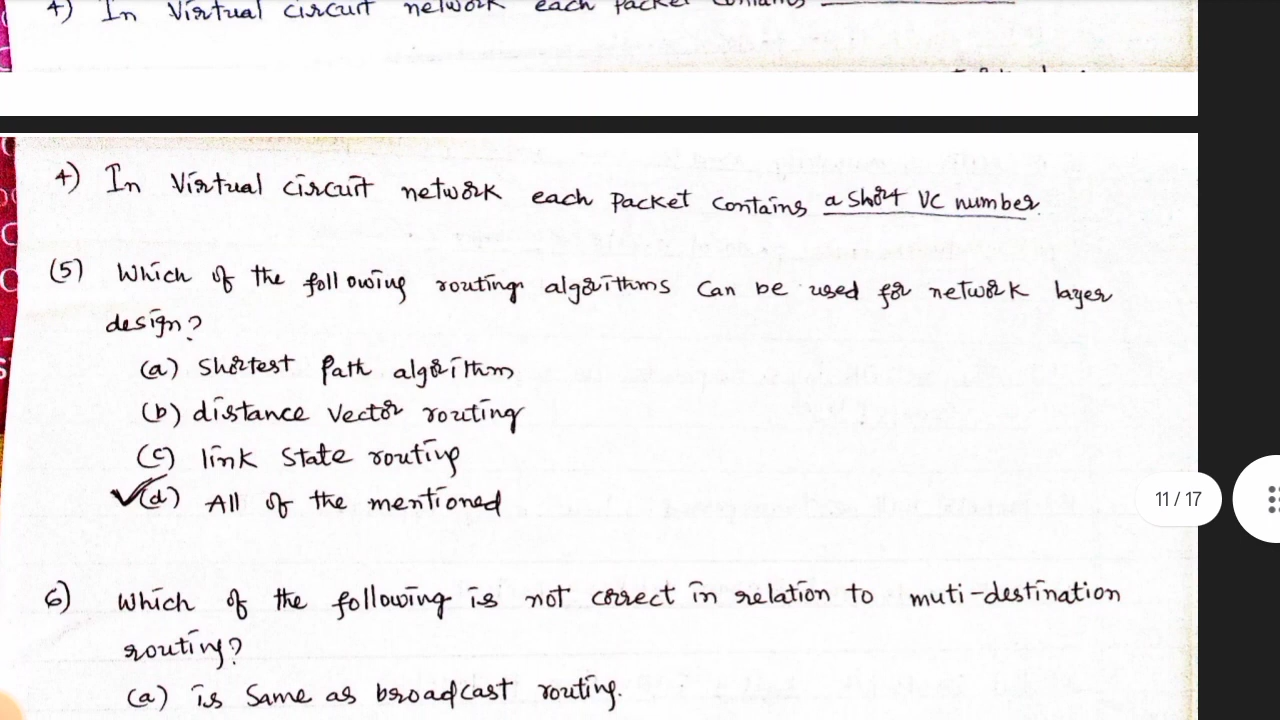 4) In Virtual circuit network each packet contains
4) In Virtual circuit network each Packet contains a short VC number.
(5) Which of the following routing algorithms can be used for network layer
design?
(a) Shortest Path algorithm
(b) distance Vector routing
(c) link State routing
(d) All of the mentioned
11 / 17
6) Which of the following is not correct in relation to muti-destination
routing?
(a) is Same as broadcast routing.